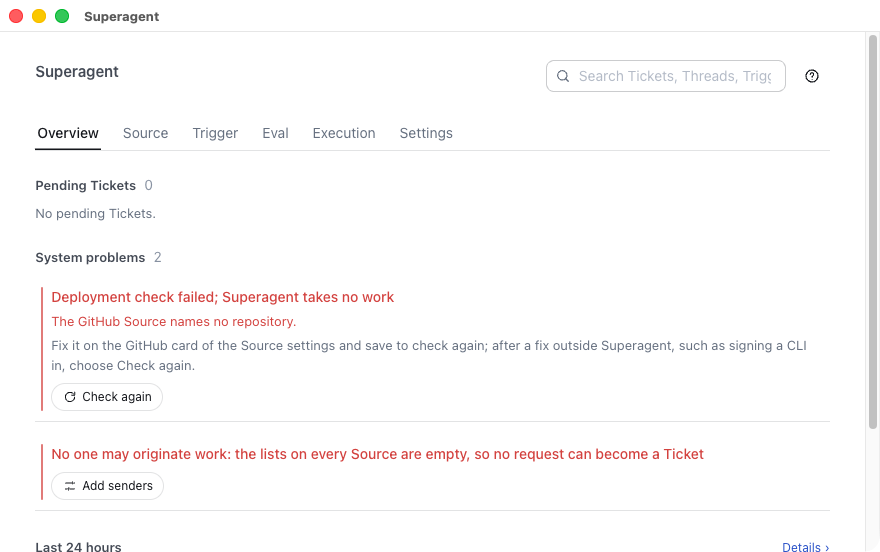 Superagent
Superagent
Search Tickets, Threads, Trigg
Overview Source Trigger Eval Execution Settings
Pending Tickets 0
No pending Tickets.
System problems 2
Deployment check failed; Superagent takes no work
The GitHub Source names no repository.
Fix it on the GitHub card of the Source settings and save to check again; after a fix outside Superagent, such as signing a CLI
in, choose Check again.
Check again
No one may originate work: the lists on every Source are empty, so no request can become a Ticket
Add senders
Last 24 hours Details ›